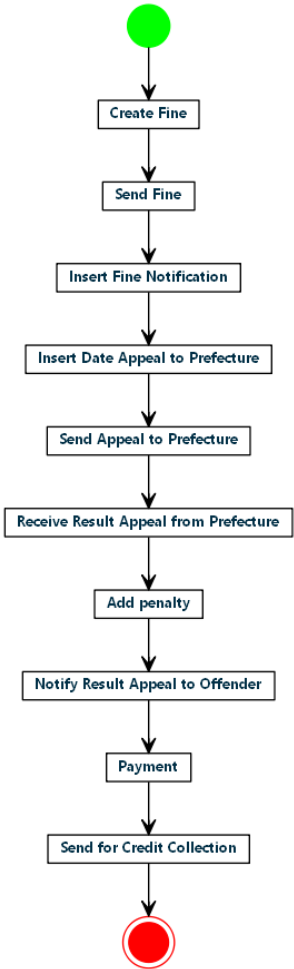 Create Fine
Send Fine
Insert Fine Notification
Insert Date Appeal to Prefecture
Send Appeal to Prefecture
Receive Result Appeal from Prefecture
Add penalty
Notify Result Appeal to Offender
Payment
Send for Credit Collection